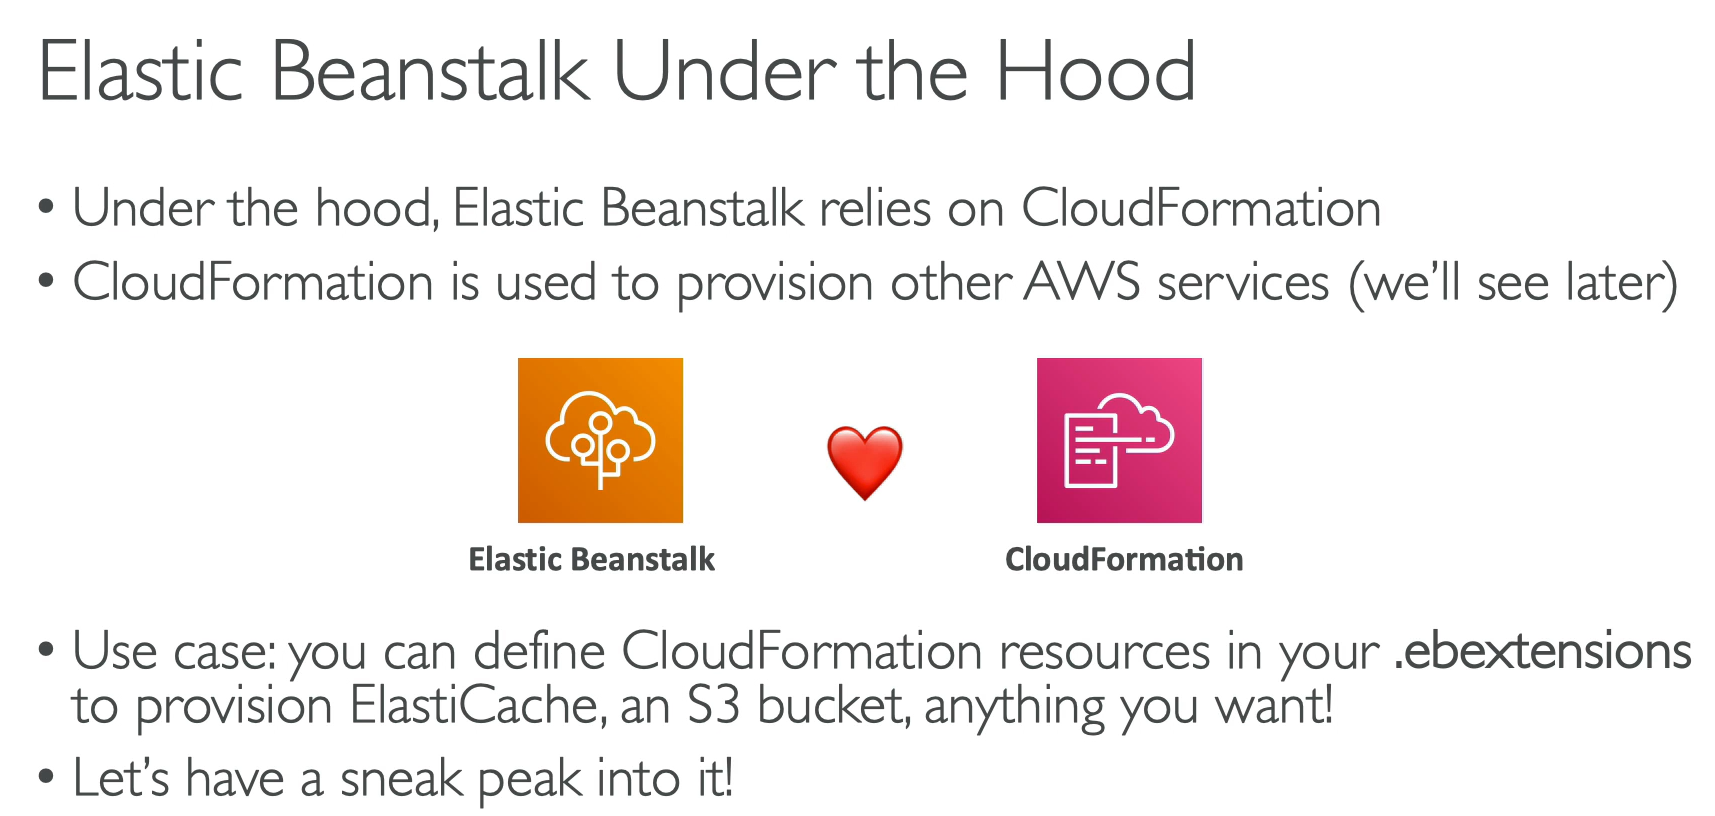 Elastic Beanstalk Under the Hood
• Under the hood, Elastic Beanstalk relies on CloudFormation
• CloudFormation is used to provision other AWS services (we’ll see later)
Elastic Beanstalk
CloudFormation
• Use case: you can define CloudFormation resources in your .ebextensions
to provision ElastiCache, an S3 bucket, anything you want!
• Let’s have a sneak peak into it!